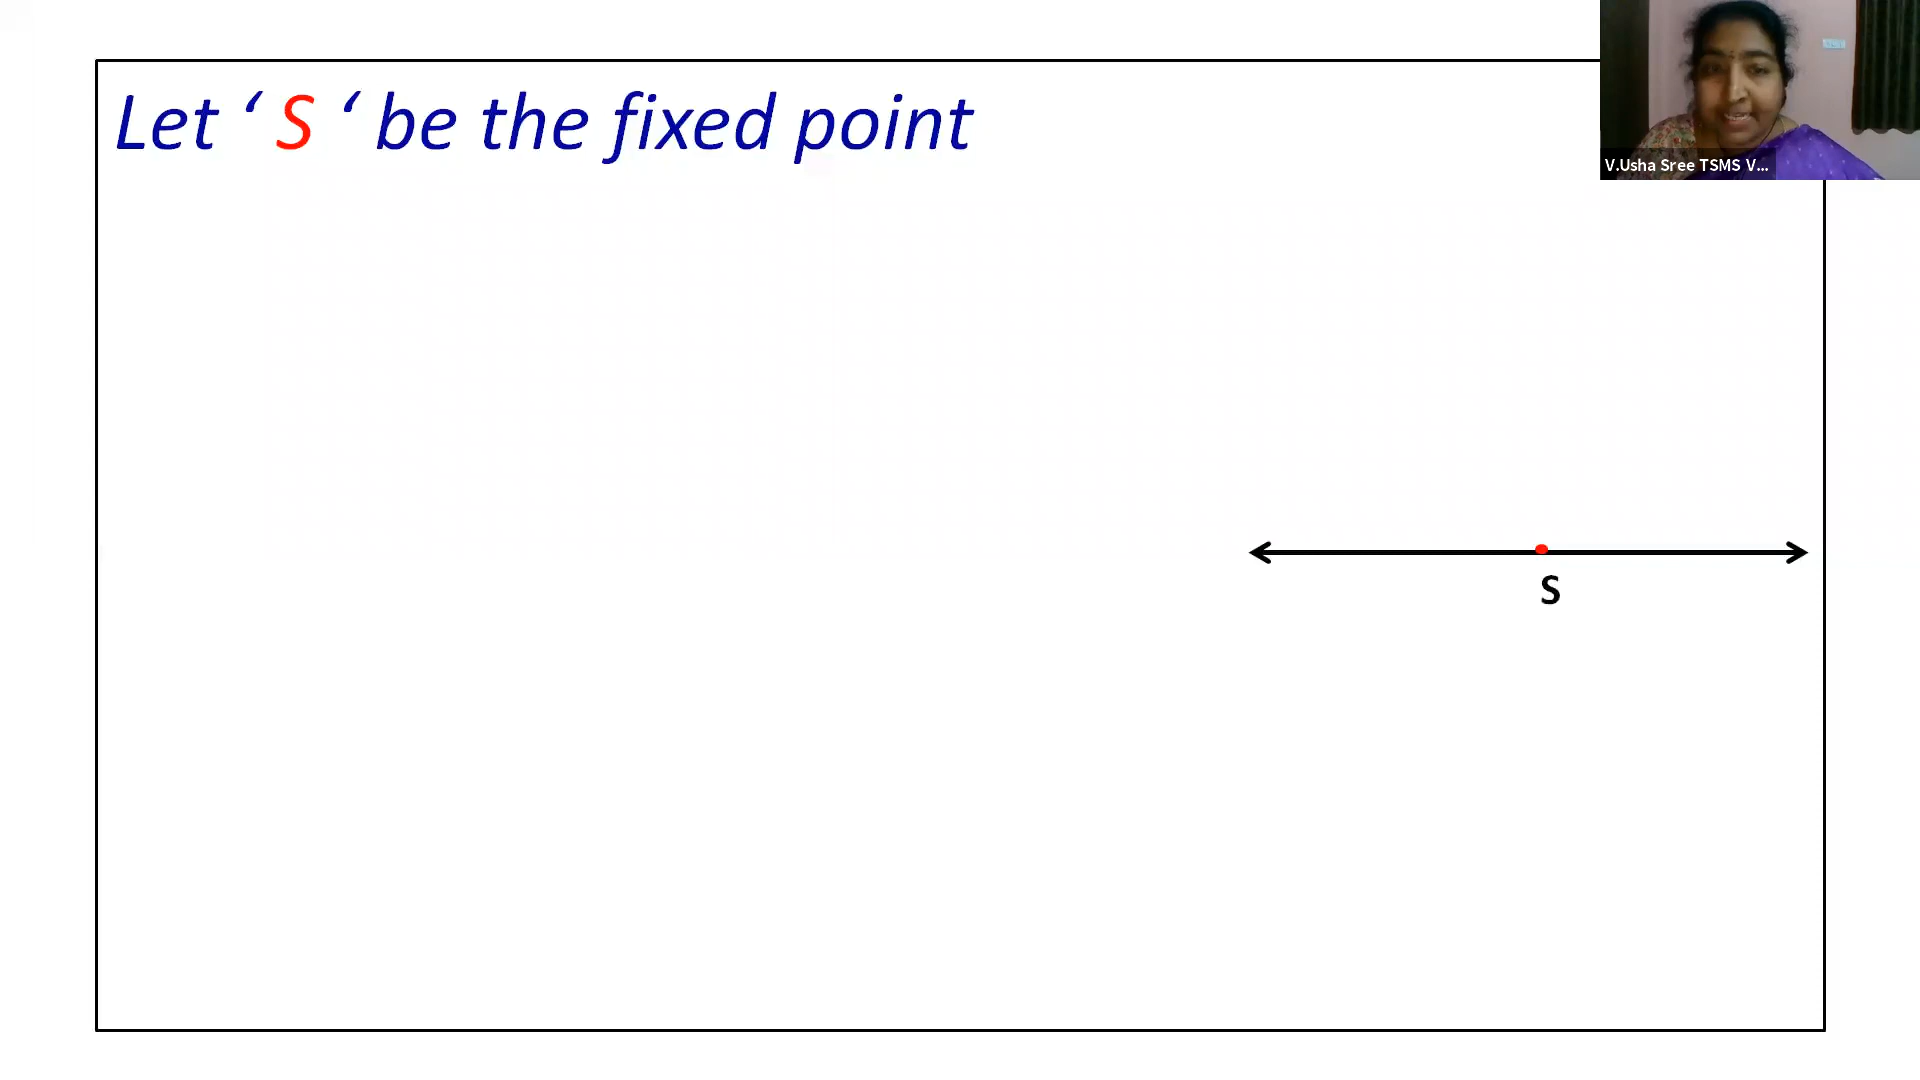 Let ‘ S ‘ be the fixed point
V.Usha Sree TSMS V...
S